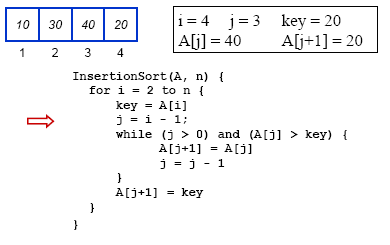 10 30 40 20
1 2 3 4
i = 4 j = 3 key = 20
A[j] = 40 A[j+1] = 20
InsertionSort(A, n) {
for i = 2 to n {
key = A[i]
j = i - 1;
while (j > 0) and (A[j] > key) {
A[j+1] = A[j]
j = j - 1
}
A[j+1] = key
}
}